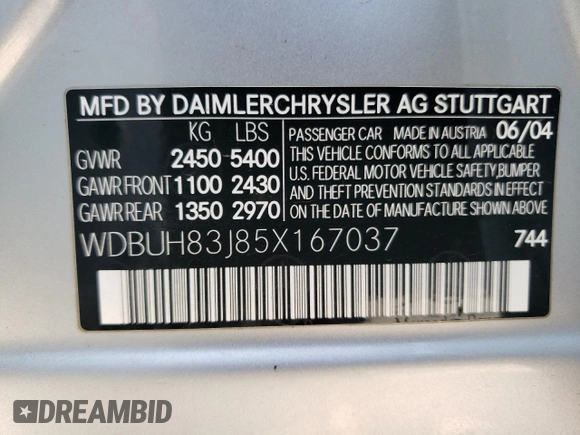 MFD BY DAIMLERCHRYSLER AG STUTTGART
KG LBS
GVWR 2450 5400
GAWR FRONT 1100 2430
GAWR REAR 1350 2970
PASSENGER CAR MADE IN AUSTRIA 06/04
THIS VEHICLE CONFORMS TO ALL APPLICABLE
U.S. FEDERAL MOTOR VEHICLE SAFETY,BUMPER
AND THEFT PREVENTION STANDARDS IN EFFECT
ON THE DATE OF MANUFACTURE SHOWN ABOVE.
WDBUH83J85X167037 744
DREAMBID